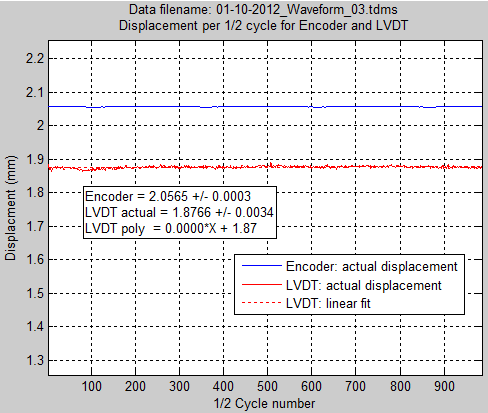 Data filename: 01-10-2012_Waveform_03.tdms
Displacement per 1/2 cycle for Encoder and LVDT
2.2
2.1
2
1.9
1.8
1.7
1.6
1.5
1.4
1.3
Displacment (mm)
Encoder = 2.0565 +/- 0.0003
LVDT actual = 1.8766 +/- 0.0034
LVDT poly = 0.0000*X + 1.87
Encoder: actual displacement
LVDT: actual displacement
LVDT: linear fit
100 200 300 400 500 600 700 800 900
1/2 Cycle number